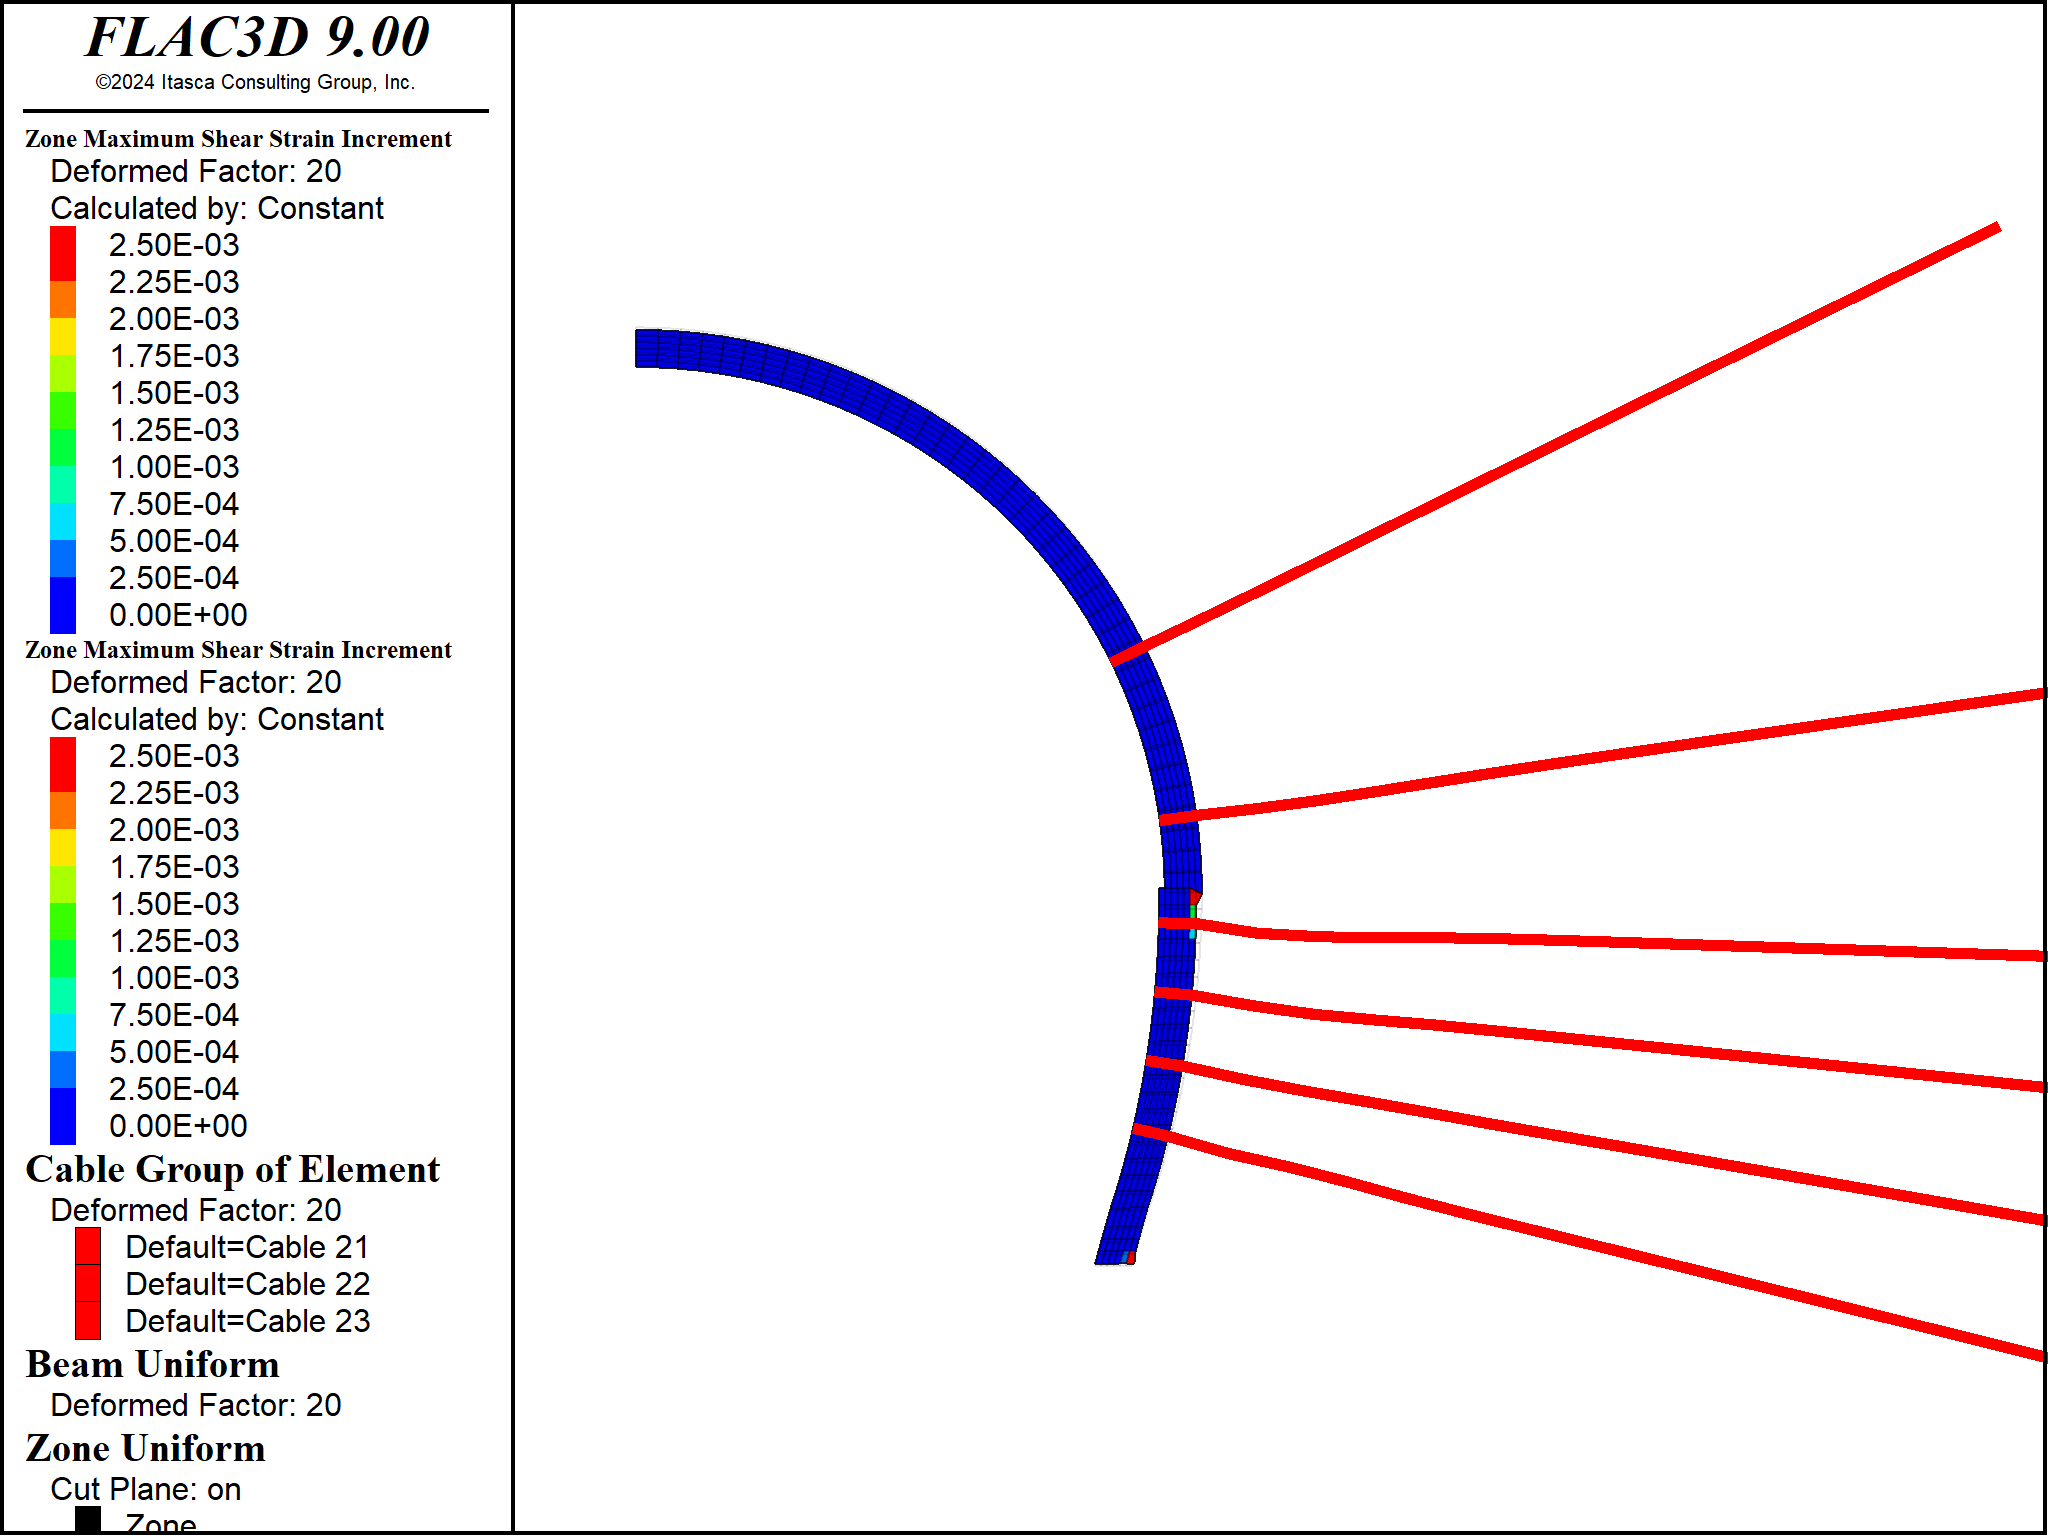 FLAC3D 9.00
©2024 Itasca Consulting Group, Inc.
Zone Maximum Shear Strain Increment
Deformed Factor: 20
Calculated by: Constant
2.50E-03
2.25E-03
2.00E-03
1.75E-03
1.50E-03
1.25E-03
1.00E-03
7.50E-04
5.00E-04
2.50E-04
0.00E+00
Zone Maximum Shear Strain Increment
Deformed Factor: 20
Calculated by: Constant
2.50E-03
2.25E-03
2.00E-03
1.75E-03
1.50E-03
1.25E-03
1.00E-03
7.50E-04
5.00E-04
2.50E-04
0.00E+00
Cable Group of Element
Deformed Factor: 20
Default=Cable 21
Default=Cable 22
Default=Cable 23
Beam Uniform
Deformed Factor: 20
Zone Uniform
Cut Plane: on
Zone